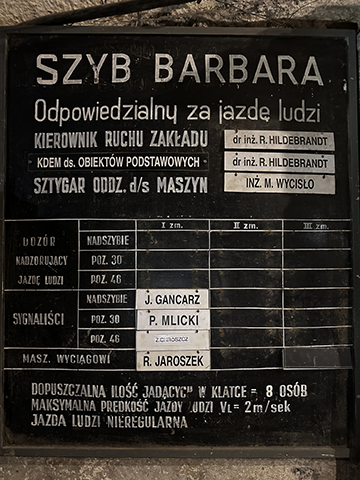 SZYB BARBARA
Odpowiedzialny za jazdę ludzi
KIEROWNIK RUCHU ZAKŁADU dr inż. R. HILDEBRANDT
KDEM ds. OBIEKTÓW PODSTAWOWYCH dr inż. R. HILDEBRANDT
SZTYGAR ODDZ. d/s MASZYN INŻ. M. WYCISŁO
I zm. II zm. III zm.
DOZÓR NADZORUJĄCY JAZDĘ LUDZI
NADSZYBIE
POZ. 30
POZ. 46
SYGNALIŚCI
NADSZYBIE J. GANCARZ
POZ. 30 P. MLICKI
POZ. 46
MASZ. WYCIĄGOWI R. JAROSZEK
DOPUSZCZALNA ILOŚĆ JADĄCYCH W KLATCE = 8 OSÓB
MAKSYMALNA PRĘDKOŚĆ JAZDY LUDZI VL = 2m/sek
JAZDA LUDZI NIEREGULARNA